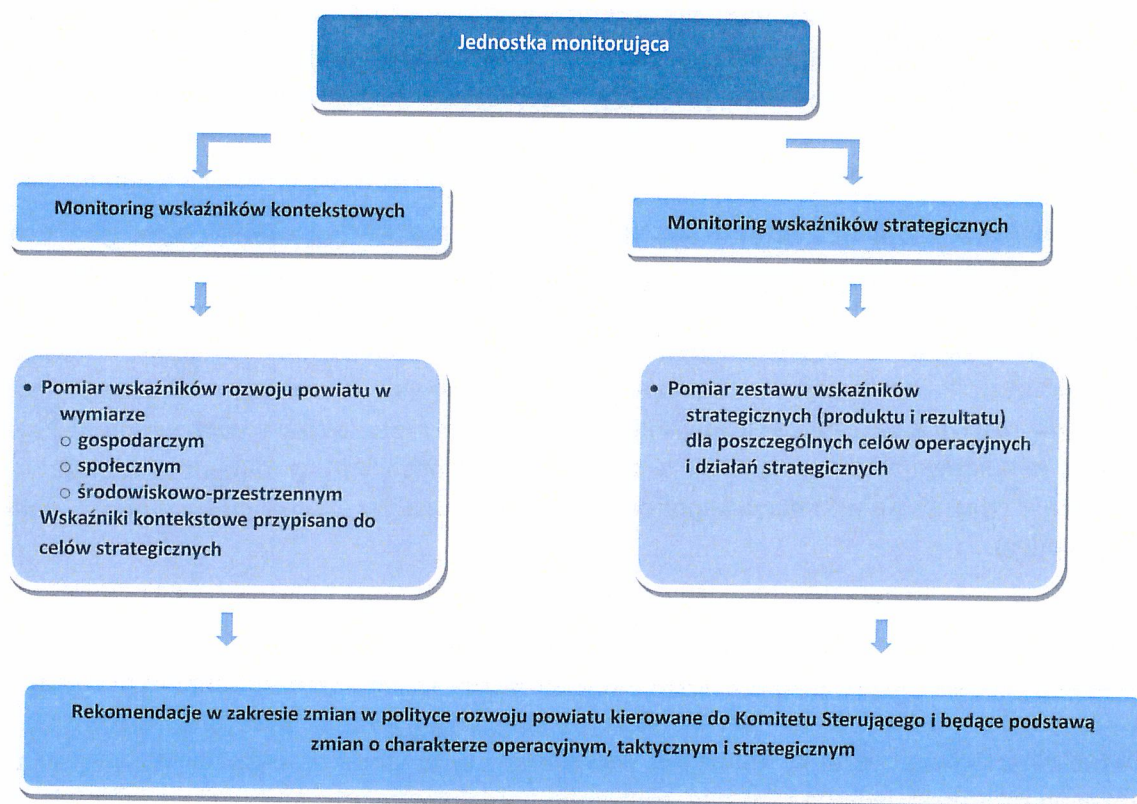 Jednostka monitorująca
Monitoring wskaźników kontekstowych
Monitoring wskaźników strategicznych
• Pomiar wskaźników rozwoju powiatu w
wymiarze
○ gospodarczym
○ społecznym
○ środowiskowo-przestrzennym
Wskaźniki kontekstowe przypisano do
celów strategicznych
• Pomiar zestawu wskaźników
strategicznych (produktu i rezultatu)
dla poszczególnych celów operacyjnych
i działań strategicznych
Rekomendacje w zakresie zmian w polityce rozwoju powiatu kierowane do Komitetu Sterującego i będące podstawą
zmian o charakterze operacyjnym, taktycznym i strategicznym